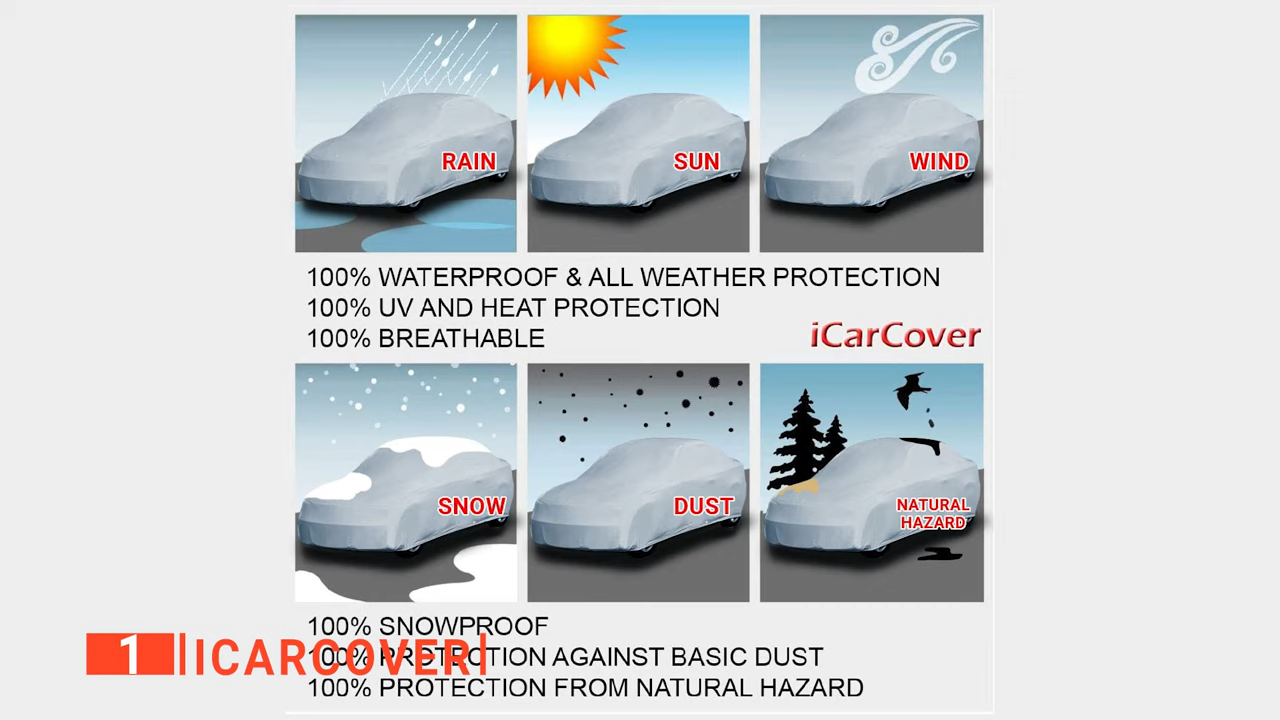 RAIN
SUN
WIND
100% WATERPROOF & ALL WEATHER PROTECTION
100% UV AND HEAT PROTECTION
100% BREATHABLE
iCarCover
SNOW
DUST
NATURAL
HAZARD
100% SNOWPROOF
100% PROTECTION AGAINST BASIC DUST
100% PROTECTION FROM NATURAL HAZARD
1
ICARCOVER